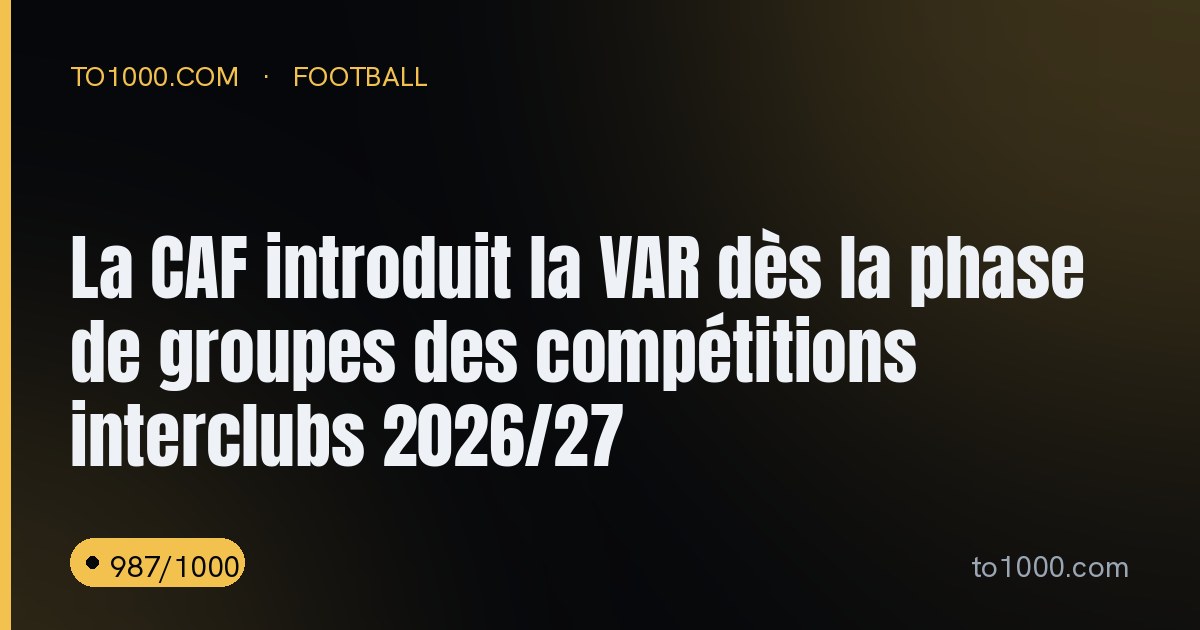 TO1000.COM · FOOTBALL
La CAF introduit la VAR dès la phase
de groupes des compétitions
interclubs 2026/27
987/1000
to1000.com